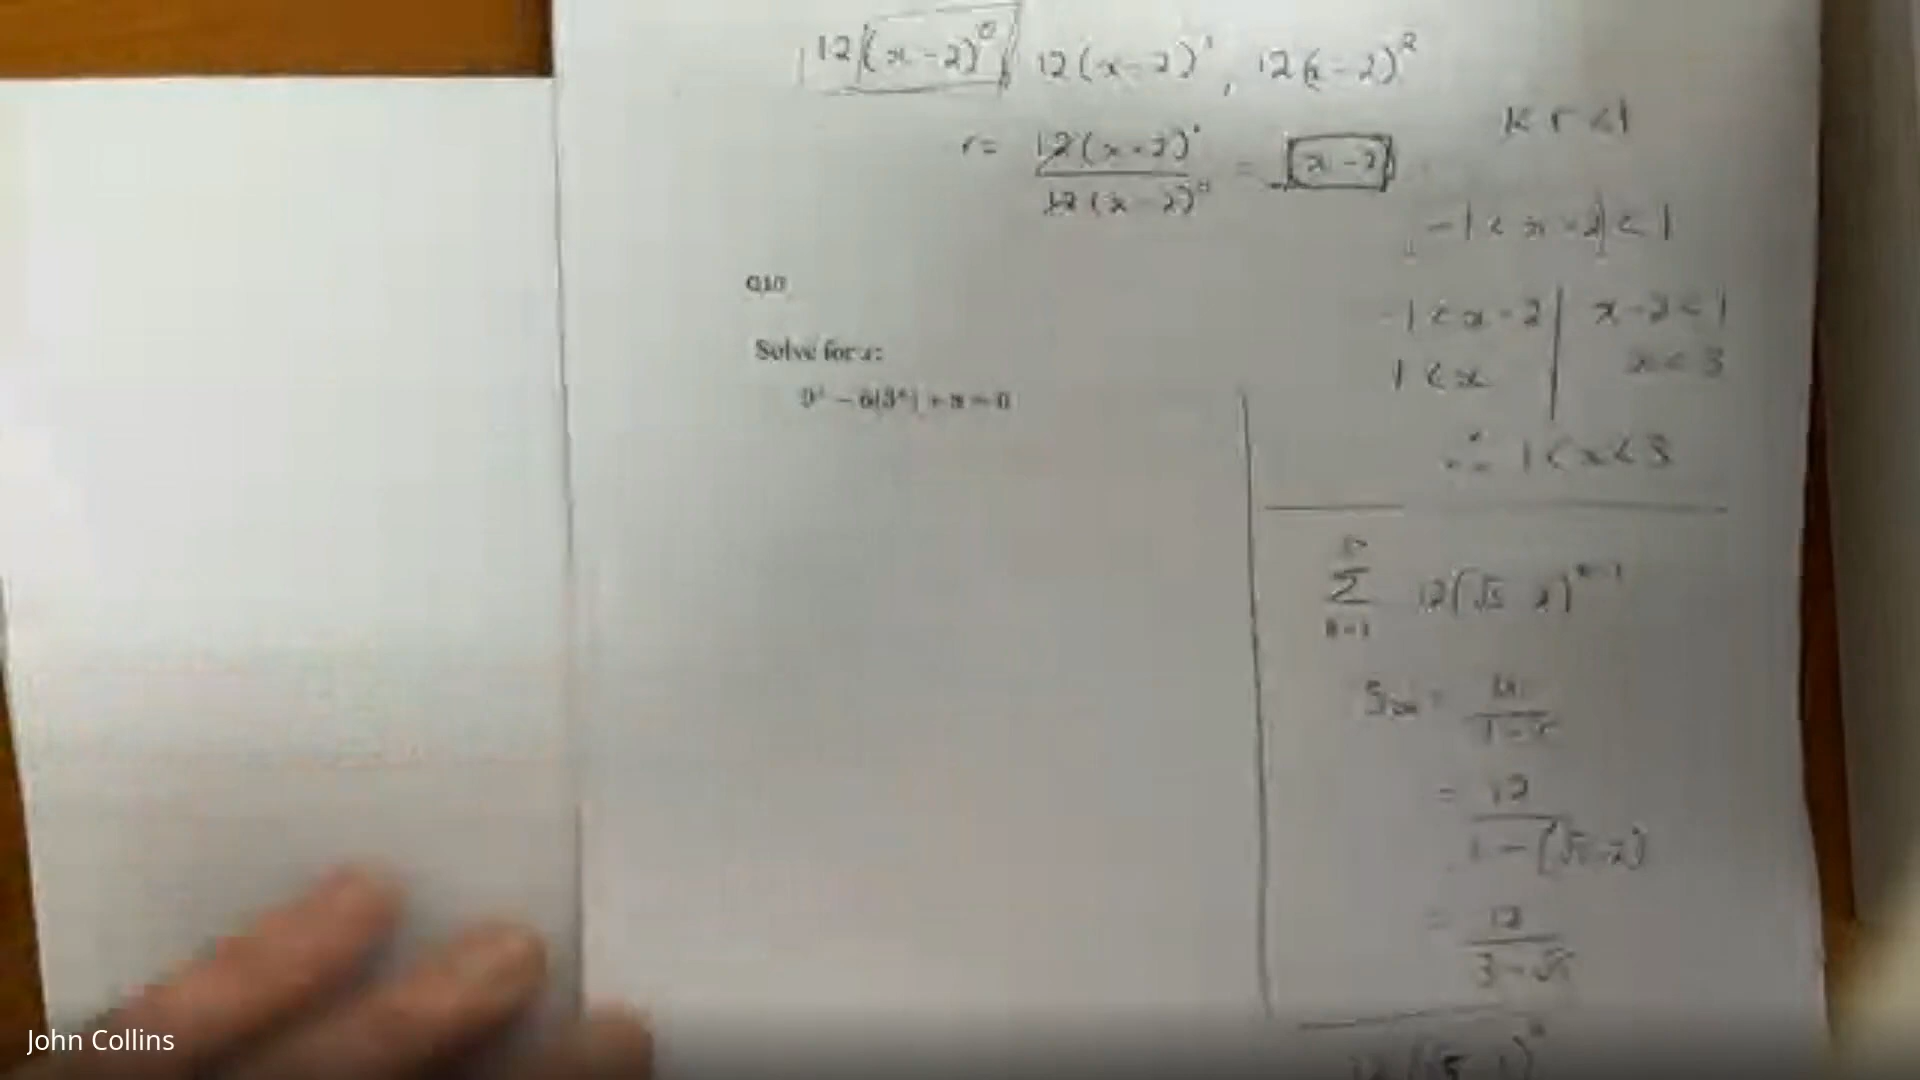 12(x-2)⁰, 12(x-2)¹, 12(x-2)²
r = 12(x-2)¹ / 12(x-2)⁰ = x-2
r < 1
-1 < x-2 < 1
-1 < x-2 | x-2 < 1
1 < x | x < 3
∴ 1 < x < 3
Q10
Solve for x:
Σ 12(√5-2)
S∞ = / 1-r
= 12 / 1-(√5-2)
= 12 / 3-√5
John Collins